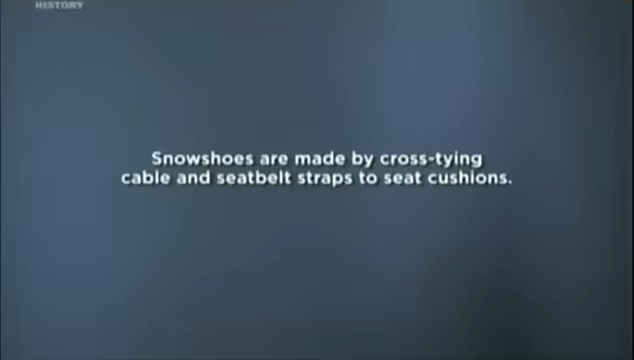 HISTORY
Snowshoes are made by cross-tying
cable and seatbelt straps to seat cushions.